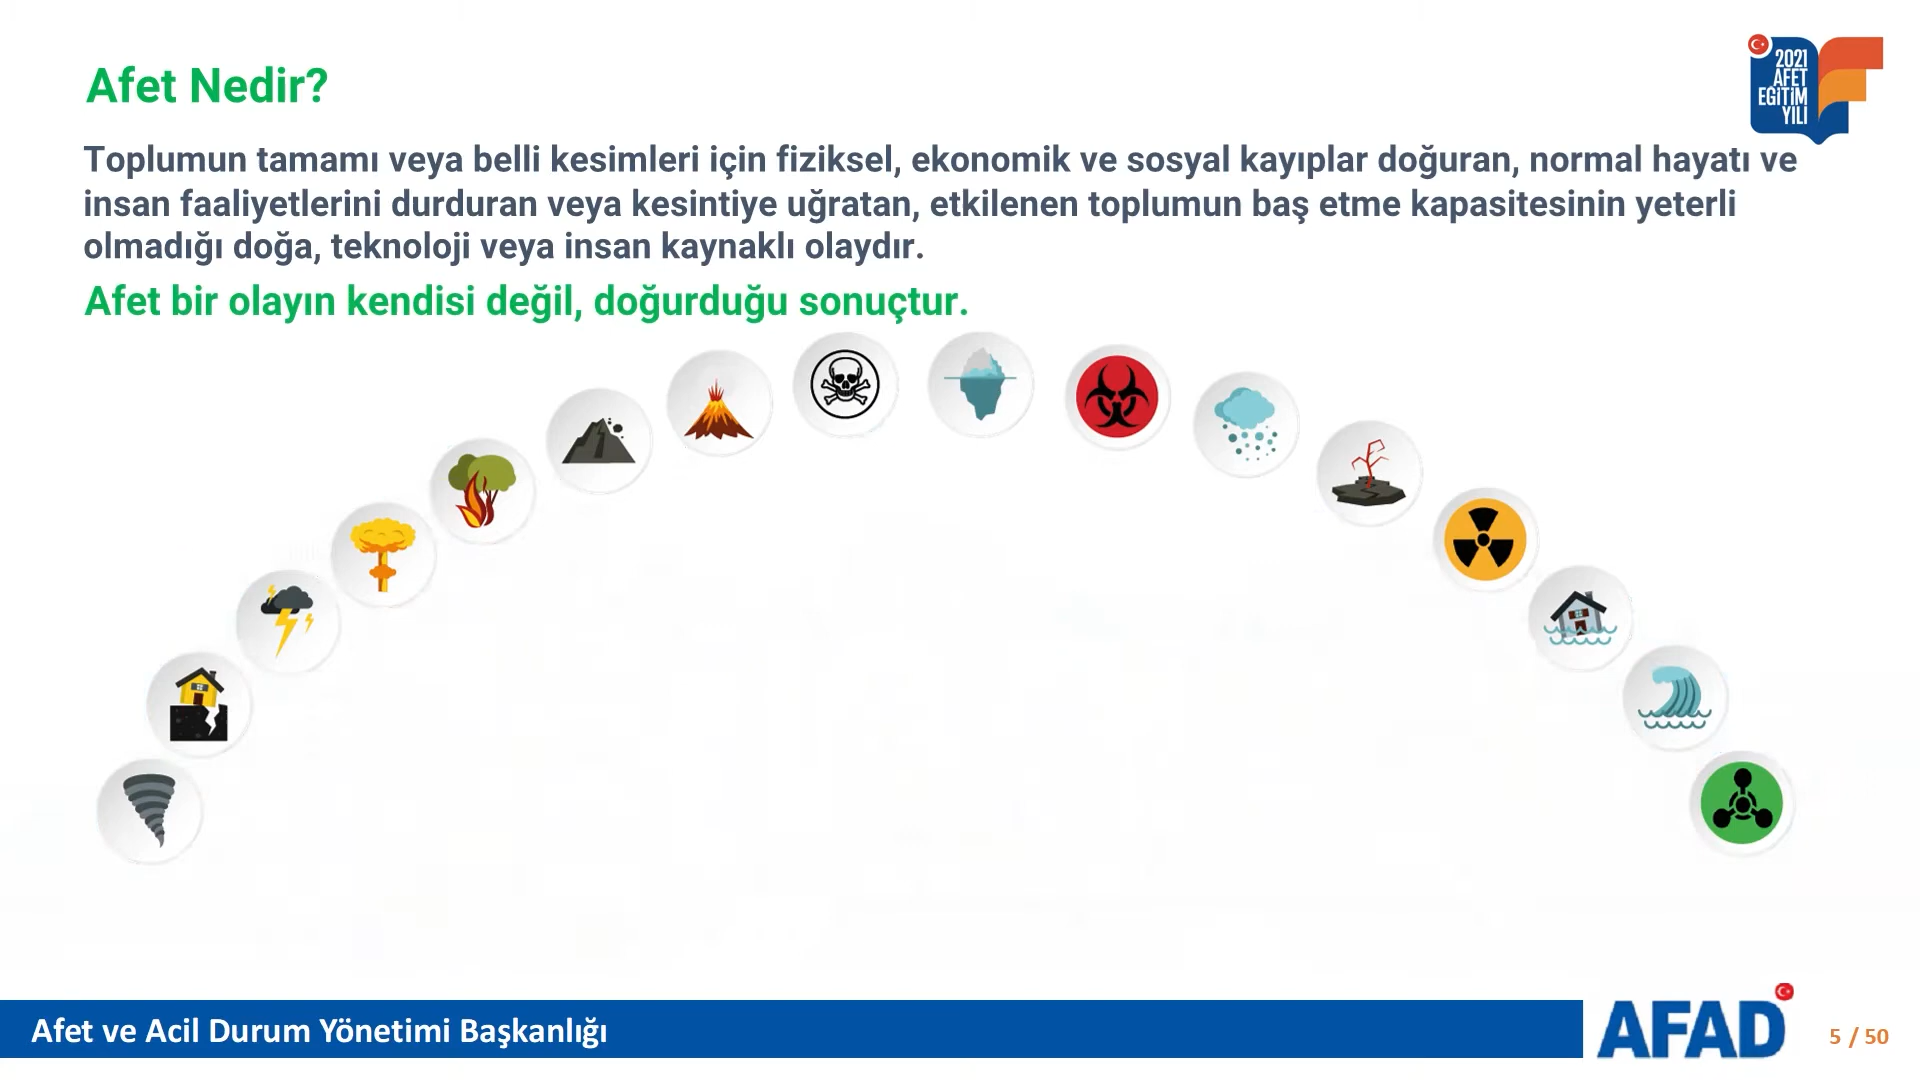 Afet Nedir?
2021
AFET
EĞİTİM
YILI
Toplumun tamamı veya belli kesimleri için fiziksel, ekonomik ve sosyal kayıplar doğuran, normal hayatı ve
insan faaliyetlerini durduran veya kesintiye uğratan, etkilenen toplumun baş etme kapasitesinin yeterli
olmadığı doğa, teknoloji veya insan kaynaklı olaydır.
Afet bir olayın kendisi değil, doğurduğu sonuçtur.
Afet ve Acil Durum Yönetimi Başkanlığı
AFAD
5 / 50